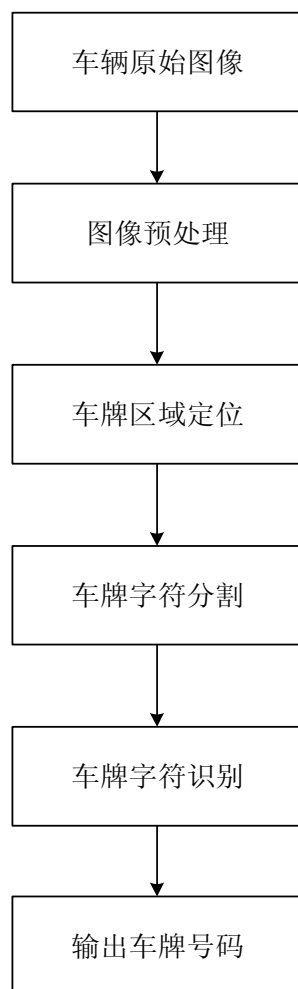 车辆原始图像
图像预处理
车牌区域定位
车牌字符分割
车牌字符识别
输出车牌号码